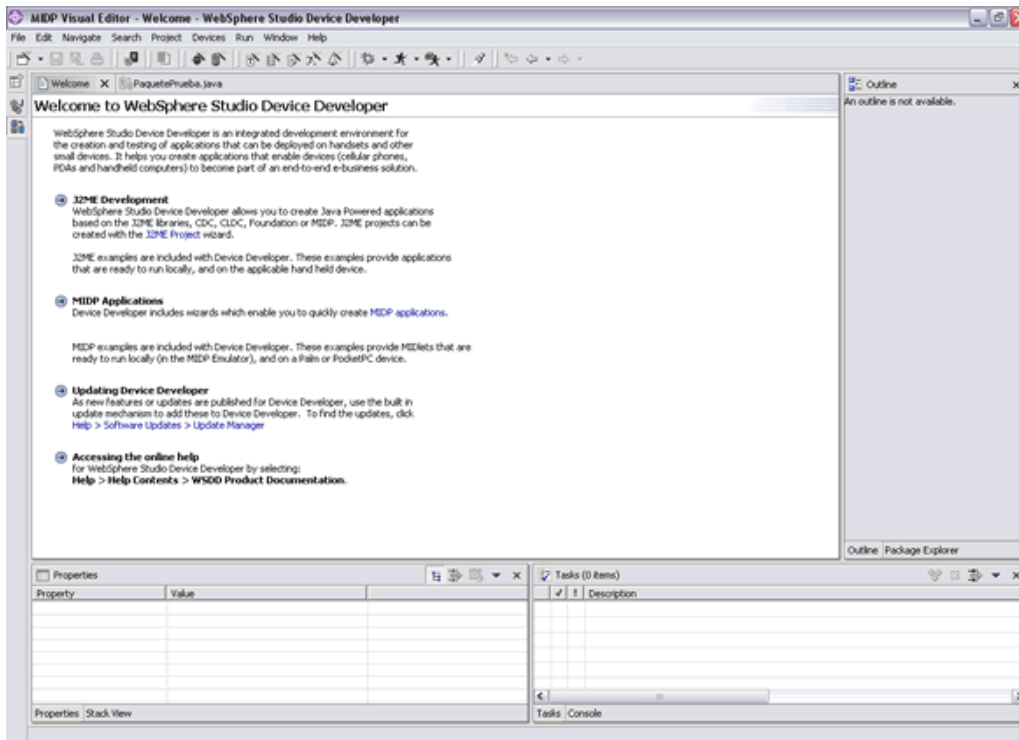 MIDP Visual Editor - Welcome - WebSphere Studio Device Developer
File Edit Navigate Search Project Devices Run Window Help
Welcome PaquetePrueba.java
Outline
Welcome to WebSphere Studio Device Developer
An outline is not available.
WebSphere Studio Device Developer is an integrated development environment for
the creation and testing of applications that can be deployed on handsets and other
small devices. It helps you create applications that enable devices (cellular phones,
PDAs and handheld computers) to become part of an end-to-end e-business solution.
J2ME Development
WebSphere Studio Device Developer allows you to create Java Powered applications
based on the J2ME libraries, CDC, CLDC, Foundation or MIDP. J2ME projects can be
created with the J2ME Project wizard.
J2ME examples are included with Device Developer. These examples provide applications
that are ready to run locally, and on the applicable hand held device.
MIDP Applications
Device Developer includes wizards which enable you to quickly create MIDP applications.
MIDP examples are included with Device Developer. These examples provide MIDlets that are
ready to run locally (in the MIDP Emulator), and on a Palm or PocketPC device.
Updating Device Developer
As new features or updates are published for Device Developer, use the built in
update mechanism to add these to Device Developer. To find the updates, click
Help > Software Updates > Update Manager
Accessing the online help
for WebSphere Studio Device Developer by selecting:
Help > Help Contents > WSDD Product Documentation.
Outline Package Explorer
Properties
Property Value
Properties Stack View
Tasks (0 items)
! Description
Tasks Console